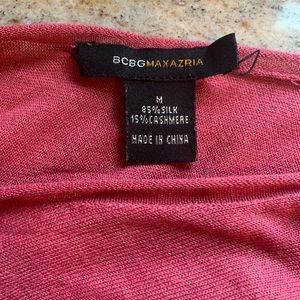 BCBGMAXAZRIA
M
85%SILK
15%CASHMERE
MADE IN CHINA